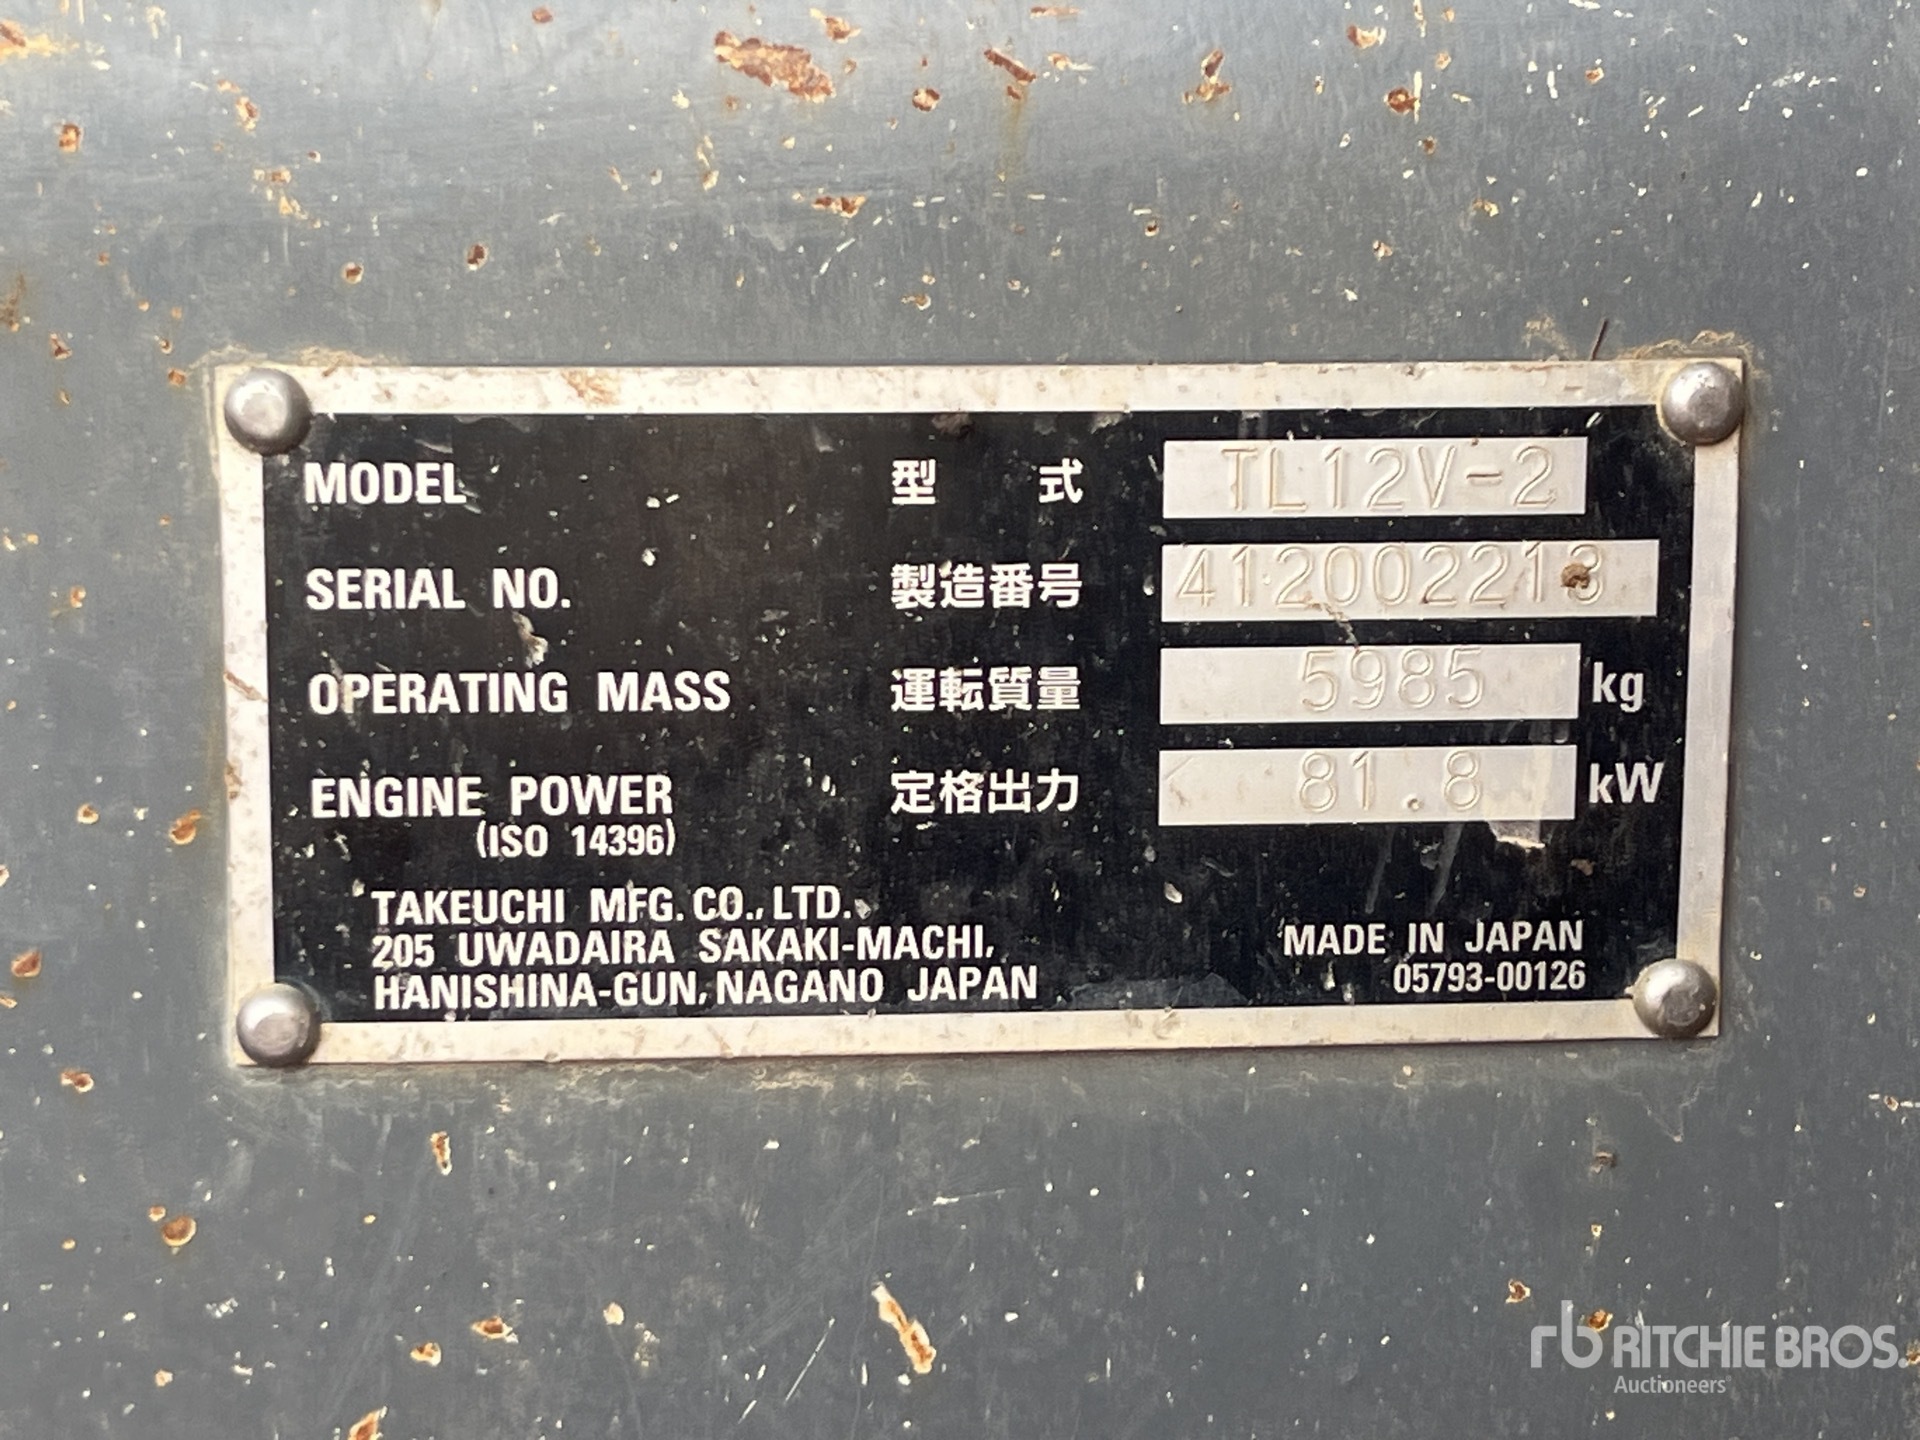 MODEL 型式 TL12V-2
SERIAL NO. 製造番号 412002213
OPERATING MASS 運転質量 5985 kg
ENGINE POWER 定格出力 81.8 kW
(ISO 14396)
TAKEUCHI MFG. CO., LTD.
205 UWADAIRA SAKAKI-MACHI,
HANISHINA-GUN, NAGANO JAPAN
MADE IN JAPAN
05793-00126
rb RITCHIE BROS.
Auctioneers